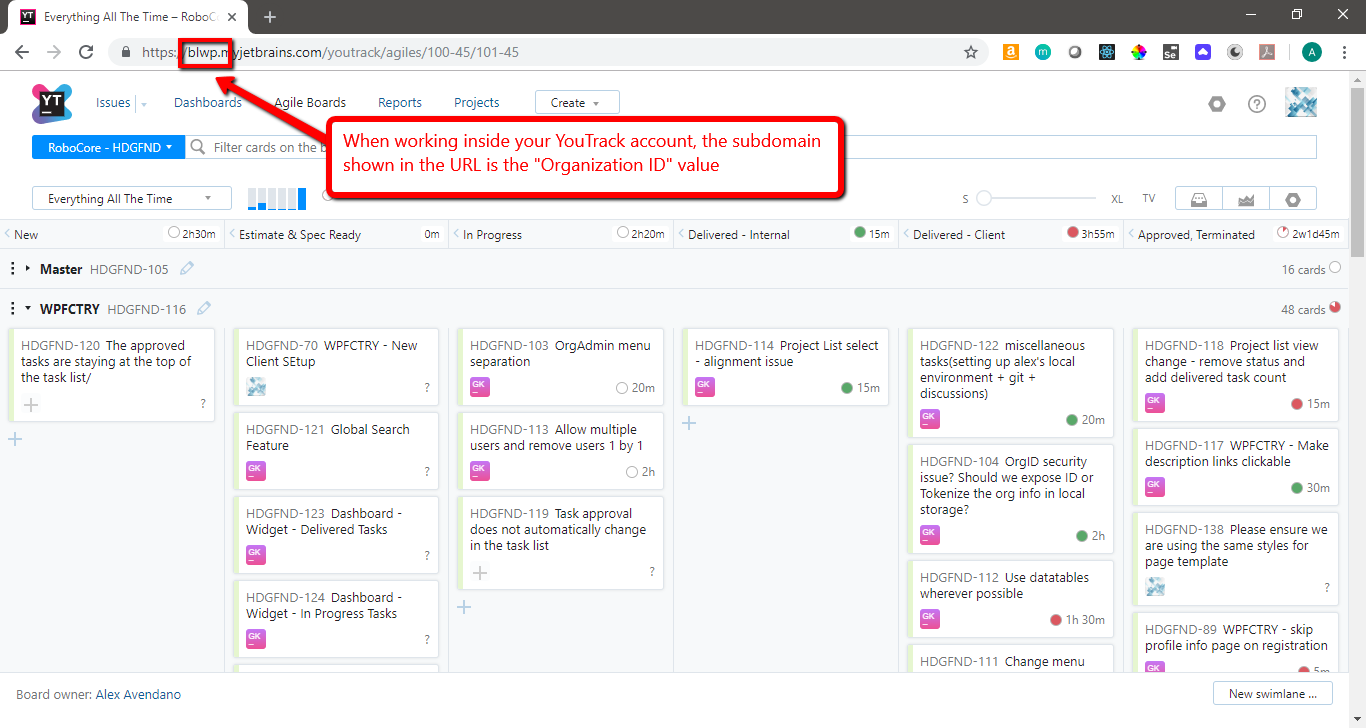 YT Everything All The Time – RoboC
https://blwp.myjetbrains.com/youtrack/agiles/100-45/101-45
a m Se A
YT Issues Dashboards Agile Boards Reports Projects Create
When working inside your YouTrack account, the subdomain
shown in the URL is the "Organization ID" value
RoboCore - HDGFND Filter cards on the b
Everything All The Time S XL TV
New 2h30m Estimate & Spec Ready 0m In Progress 2h20m Delivered - Internal 15m Delivered - Client 3h55m Approved, Terminated 2w1d45m
Master HDGFND-105 16 cards
WPFCTRY HDGFND-116 48 cards
HDGFND-120 The approved
tasks are staying at the top of
the task list/
?
HDGFND-70 WPFCTRY - New
Client SEtup
?
HDGFND-121 Global Search
Feature
GK ?
HDGFND-123 Dashboard -
Widget - Delivered Tasks
GK ?
HDGFND-124 Dashboard -
Widget - In Progress Tasks
GK ?
HDGFND-103 OrgAdmin menu
separation
GK 20m
HDGFND-113 Allow multiple
users and remove users 1 by 1
GK 2h
HDGFND-119 Task approval
does not automatically change
in the task list
?
HDGFND-114 Project List select
- alignment issue
GK 15m
HDGFND-122 miscellaneous
tasks(setting up alex's local
environment + git +
discussions)
GK 20m
HDGFND-104 OrgID security
issue? Should we expose ID or
Tokenize the org info in local
storage?
GK 2h
HDGFND-112 Use datatables
wherever possible
GK 1h 30m
HDGFND-111 Change menu
HDGFND-118 Project list view
change - remove status and
add delivered task count
GK 15m
HDGFND-117 WPFCTRY - Make
description links clickable
GK 30m
HDGFND-138 Please ensure we
are using the same styles for
page template
?
HDGFND-89 WPFCTRY - skip
profile info page on registration
GK 5m
Board owner: Alex Avendano New swimlane ...